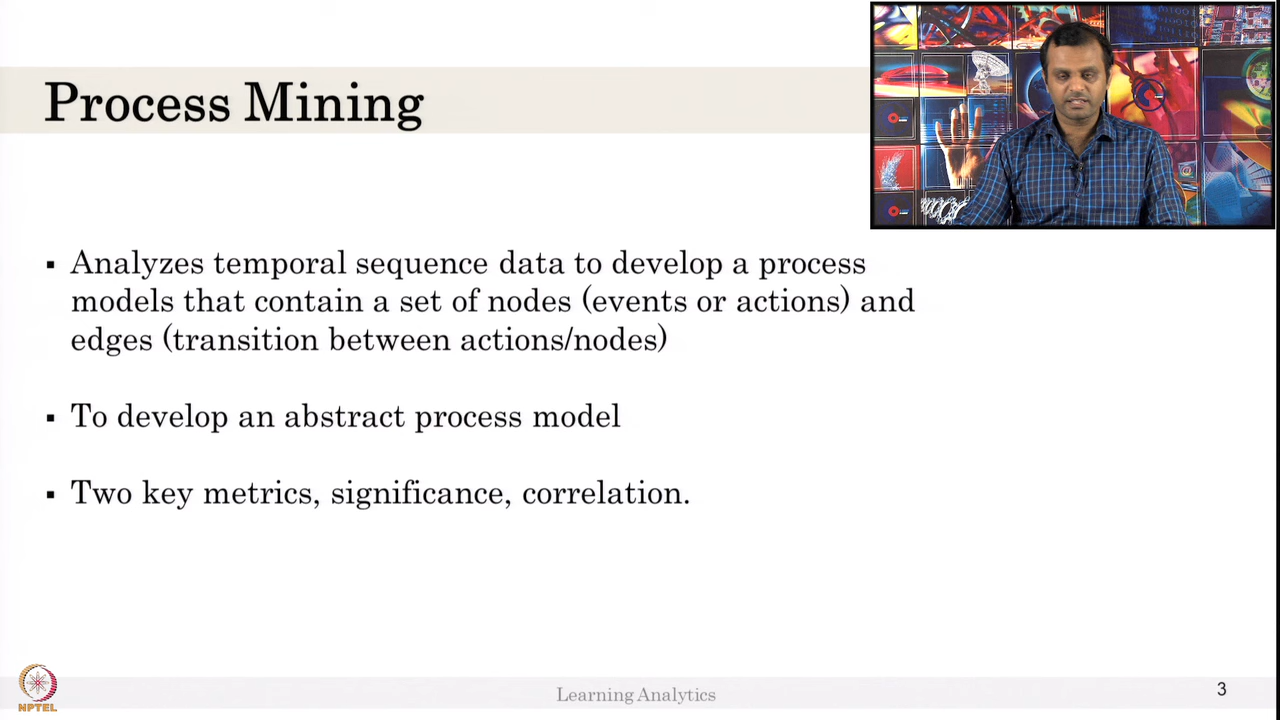 Process Mining
▪ Analyzes temporal sequence data to develop a process
models that contain a set of nodes (events or actions) and
edges (transition between actions/nodes)
▪ To develop an abstract process model
▪ Two key metrics, significance, correlation.
NPTEL
Learning Analytics
3